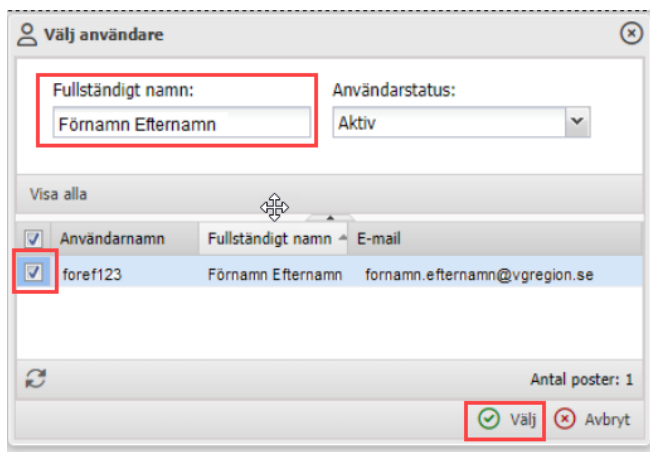 Välj användare
Fullständigt namn: Användarstatus:
Förnamn Efternamn Aktiv
Visa alla
Användarnamn Fullständigt namn E-mail
foref123 Förnamn Efternamn fornamn.efternamn@vgregion.se
Antal poster: 1
Välj Avbryt